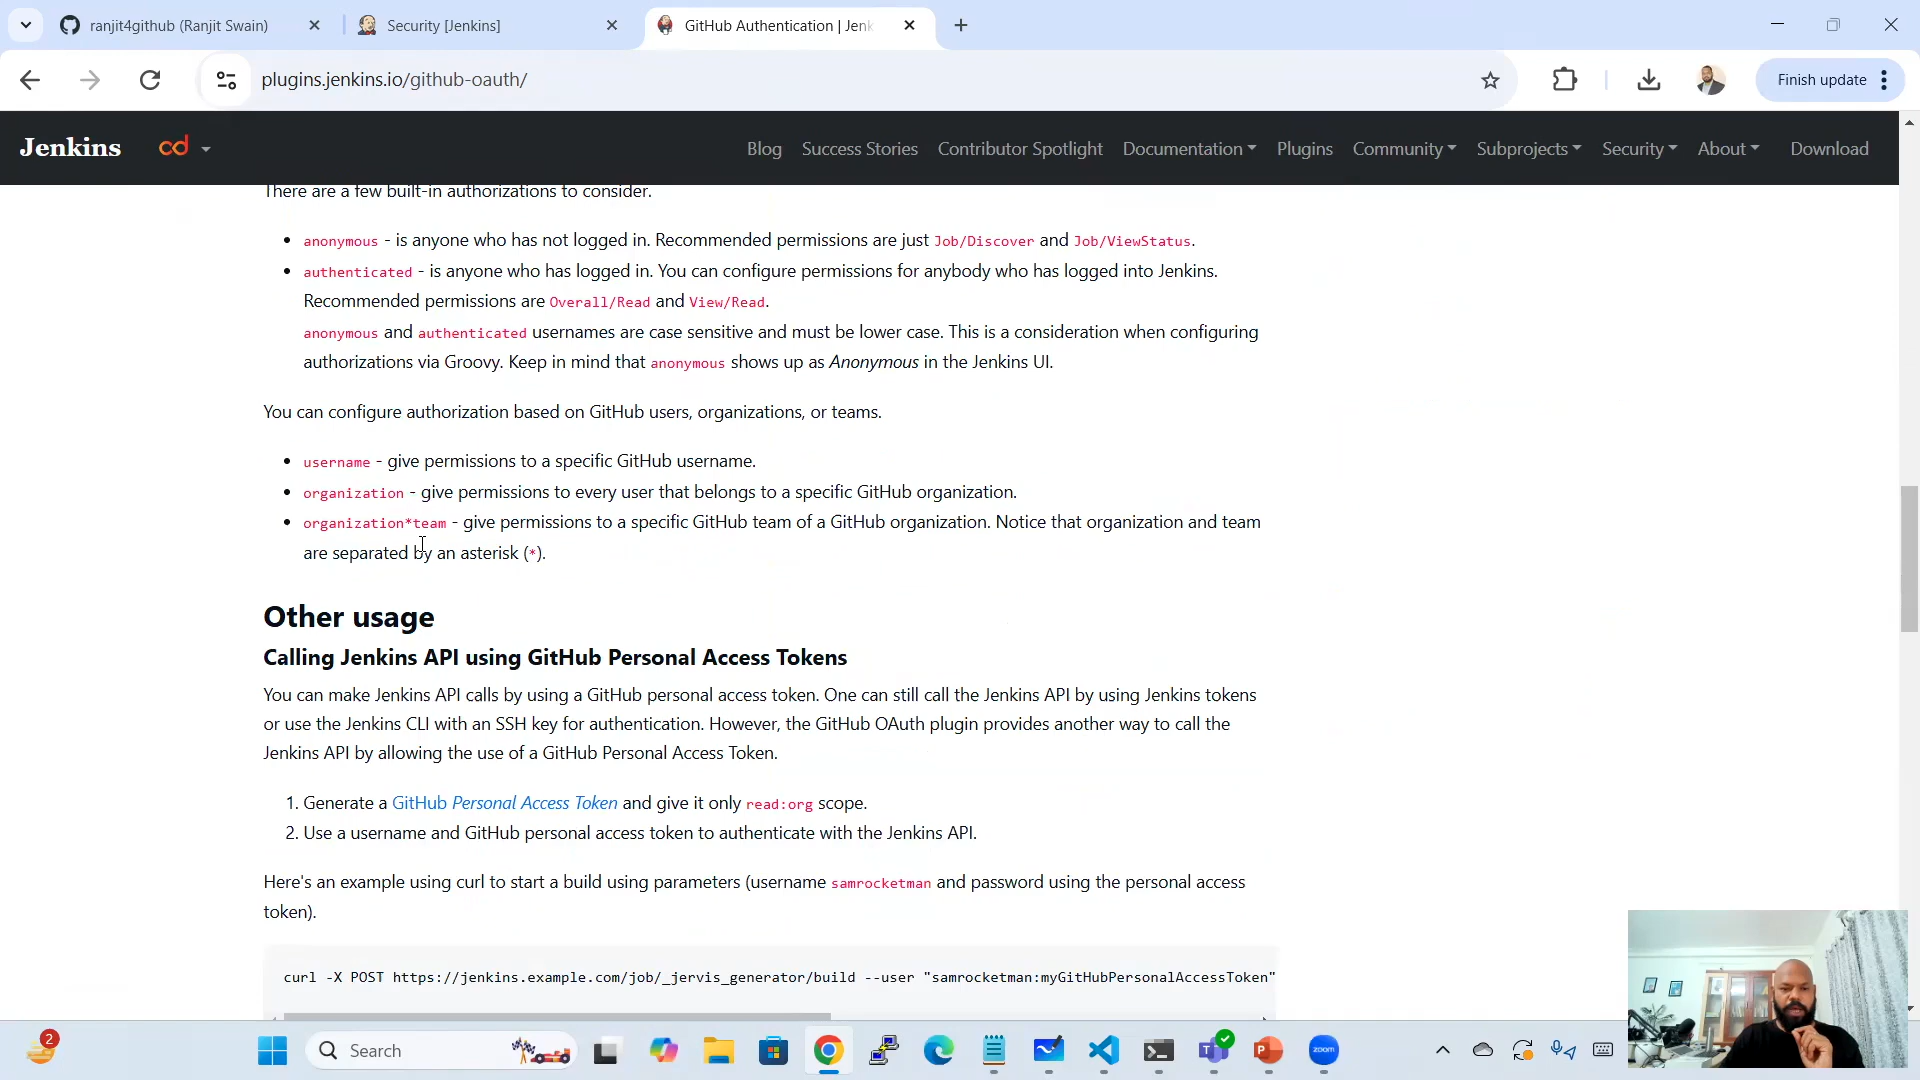 ranjit4github (Ranjit Swain)
Security [Jenkins]
GitHub Authentication | Jenk
plugins.jenkins.io/github-oauth/
Finish update
Jenkins
cd
Blog
Success Stories
Contributor Spotlight
Documentation
Plugins
Community
Subprojects
Security
About
Download
There are a few built-in authorizations to consider.
• anonymous - is anyone who has not logged in. Recommended permissions are just Job/Discover and Job/ViewStatus.
• authenticated - is anyone who has logged in. You can configure permissions for anybody who has logged into Jenkins.
Recommended permissions are Overall/Read and View/Read.
anonymous and authenticated usernames are case sensitive and must be lower case. This is a consideration when configuring
authorizations via Groovy. Keep in mind that anonymous shows up as Anonymous in the Jenkins UI.
You can configure authorization based on GitHub users, organizations, or teams.
• username - give permissions to a specific GitHub username.
• organization - give permissions to every user that belongs to a specific GitHub organization.
• organization*team - give permissions to a specific GitHub team of a GitHub organization. Notice that organization and team
are separated by an asterisk (*).
Other usage
Calling Jenkins API using GitHub Personal Access Tokens
You can make Jenkins API calls by using a GitHub personal access token. One can still call the Jenkins API by using Jenkins tokens
or use the Jenkins CLI with an SSH key for authentication. However, the GitHub OAuth plugin provides another way to call the
Jenkins API by allowing the use of a GitHub Personal Access Token.
1. Generate a GitHub Personal Access Token and give it only read:org scope.
2. Use a username and GitHub personal access token to authenticate with the Jenkins API.
Here's an example using curl to start a build using parameters (username samrocketman and password using the personal access
token).
curl -X POST https://jenkins.example.com/job/_jervis_generator/build --user "samrocketman:myGitHubPersonalAccessToken"
2
Search
zoom